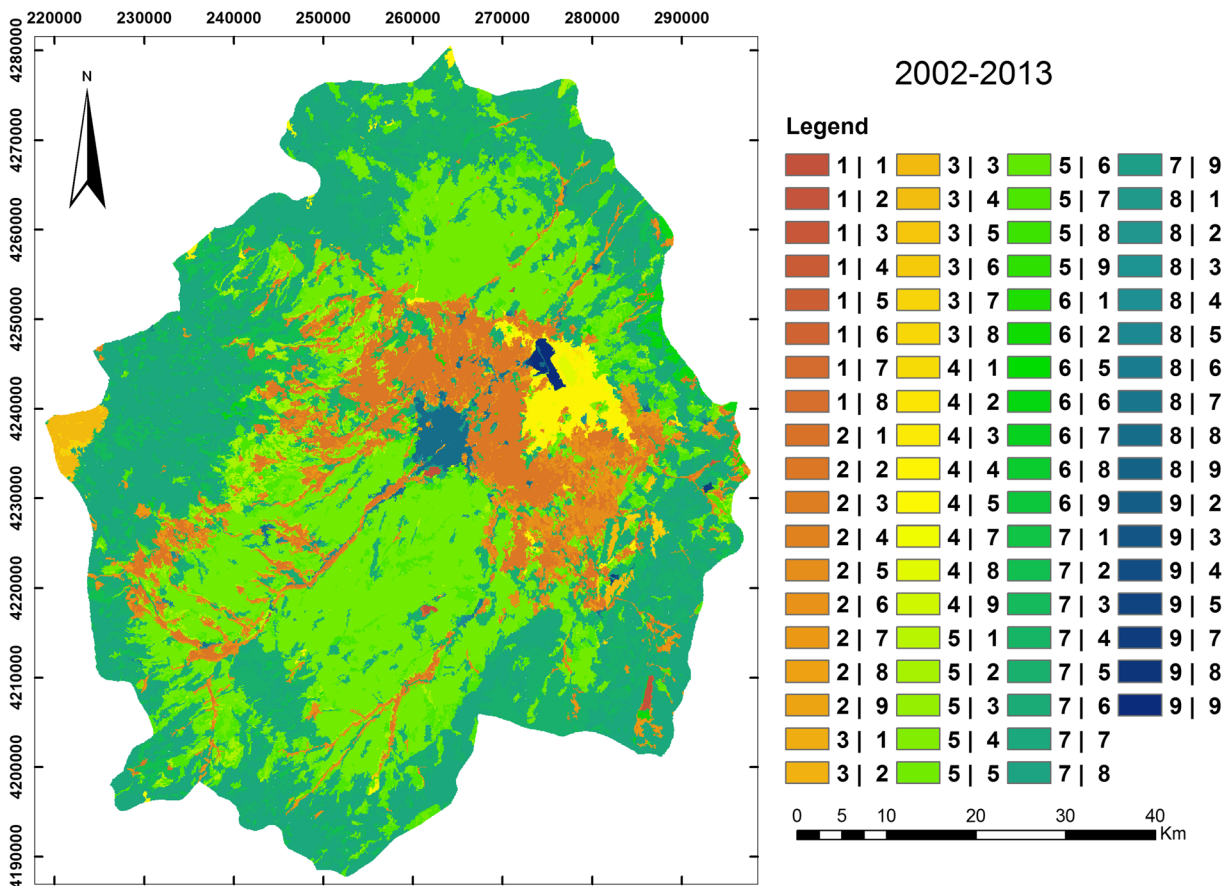 220000 230000 240000 250000 260000 270000 280000 290000
4280000
4270000
4260000
4250000
4240000
4230000
4220000
4210000
4200000
4190000
N
2002-2013
Legend
1 | 1 3 | 3 5 | 6 7 | 9
1 | 2 3 | 4 5 | 7 8 | 1
1 | 3 3 | 5 5 | 8 8 | 2
1 | 4 3 | 6 5 | 9 8 | 3
1 | 5 3 | 7 6 | 1 8 | 4
1 | 6 3 | 8 6 | 2 8 | 5
1 | 7 4 | 1 6 | 5 8 | 6
1 | 8 4 | 2 6 | 6 8 | 7
2 | 1 4 | 3 6 | 7 8 | 8
2 | 2 4 | 4 6 | 8 8 | 9
2 | 3 4 | 5 6 | 9 9 | 2
2 | 4 4 | 7 7 | 1 9 | 3
2 | 5 4 | 8 7 | 2 9 | 4
2 | 6 4 | 9 7 | 3 9 | 5
2 | 7 5 | 1 7 | 4 9 | 7
2 | 8 5 | 2 7 | 5 9 | 8
2 | 9 5 | 3 7 | 6 9 | 9
3 | 1 5 | 4 7 | 7
3 | 2 5 | 5 7 | 8
0 5 10 20 30 40
Km